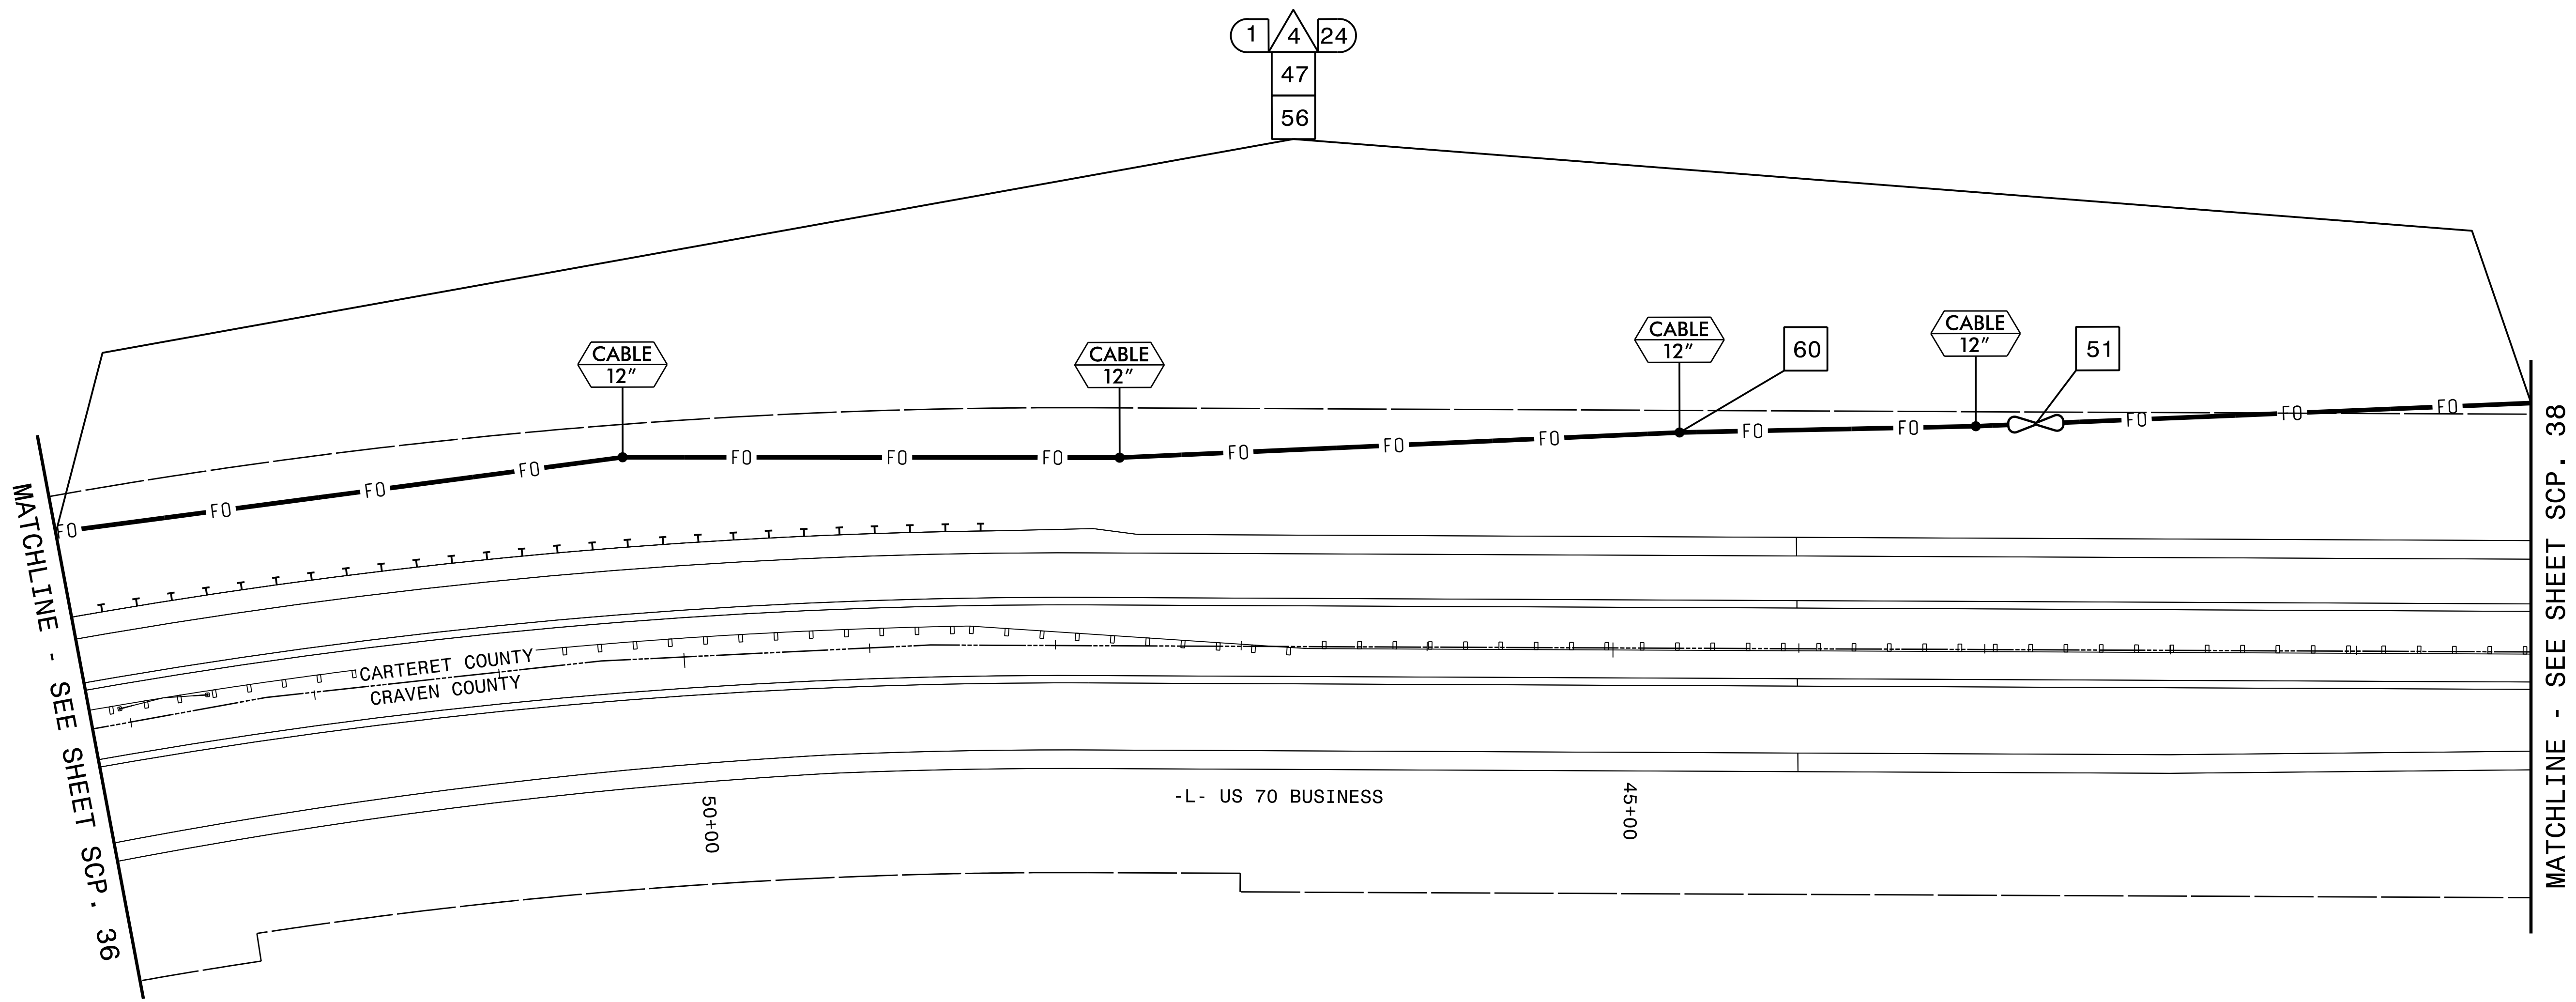 1 4 24
47
56
CABLE
12"
CABLE
12"
CABLE
12"
60
CABLE
12"
51
FO FO FO FO FO FO FO FO FO FO FO FO FO FO FO
CARTERET COUNTY
CRAVEN COUNTY
50+00
-L- US 70 BUSINESS
45+00
MATCHLINE - SEE SHEET SCP. 36
MATCHLINE - SEE SHEET SCP. 38